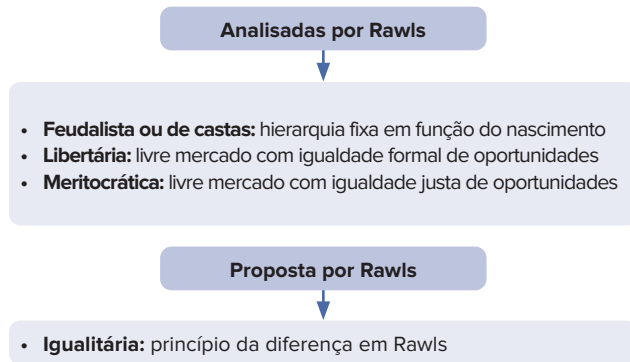 Analisadas por Rawls
• Feudalista ou de castas: hierarquia fixa em função do nascimento
• Libertária: livre mercado com igualdade formal de oportunidades
• Meritocrática: livre mercado com igualdade justa de oportunidades
Proposta por Rawls
• Igualitária: princípio da diferença em Rawls